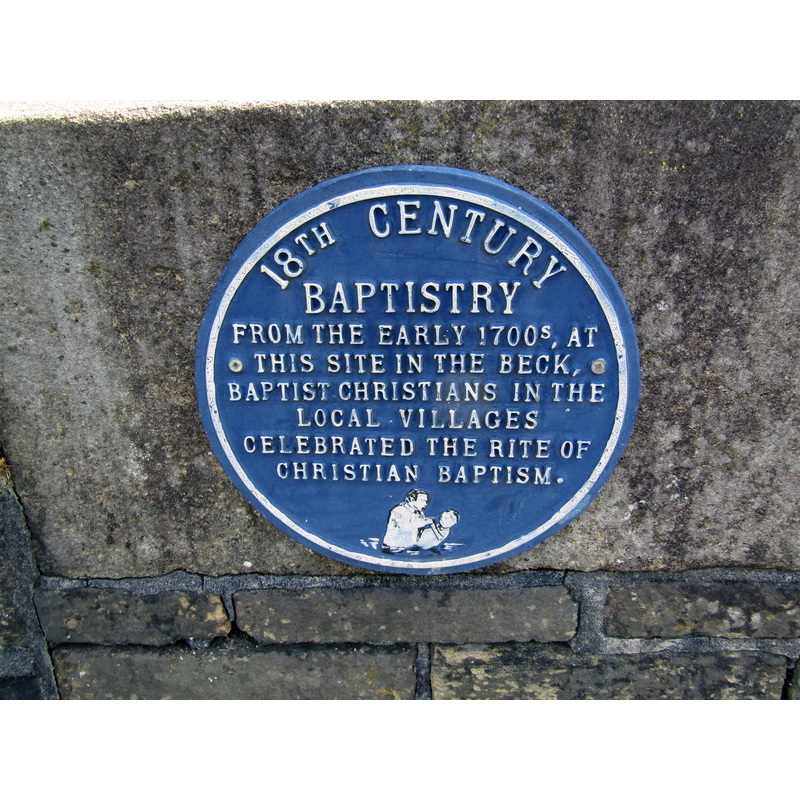 18TH CENTURY
BAPTISTRY
FROM THE EARLY 1700s, AT
THIS SITE IN THE BECK,
BAPTIST CHRISTIANS IN THE
LOCAL VILLAGES
CELEBRATED THE RITE OF
CHRISTIAN BAPTISM.